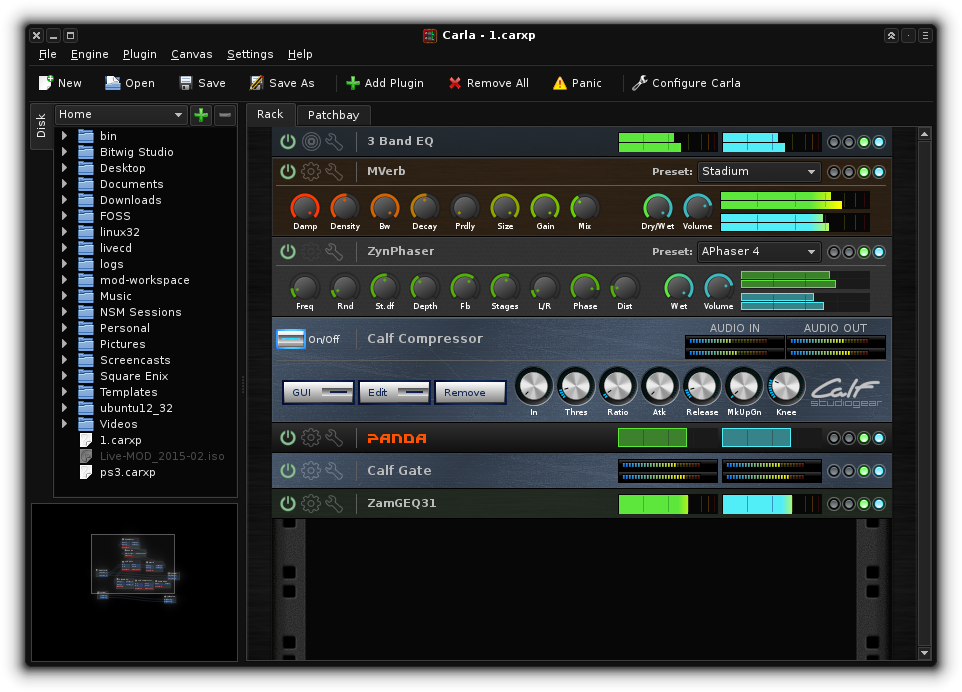 Carla - 1.carxp
File Engine Plugin Canvas Settings Help
New Open Save Save As Add Plugin Remove All Panic Configure Carla
Disk
Home
bin
Bitwig Studio
Desktop
Documents
Downloads
FOSS
linux32
livecd
logs
mod-workspace
Music
NSM Sessions
Personal
Pictures
Screencasts
Square Enix
Templates
ubuntu12_32
Videos
1.carxp
Live-MOD_2015-02.iso
ps3.carxp
Rack Patchbay
3 Band EQ
MVerb Preset: Stadium
Damp Density Bw Decay Prdly Size Gain Mix Dry/Wet Volume
ZynPhaser Preset: APhaser 4
Freq Rnd St.df Depth Fb Stages L/R Phase Dist Wet Volume
AUDIO IN AUDIO OUT
On/Off Calf Compressor
GUI Edit Remove
In Thres Ratio Atk Release MkUpGn Knee
Calf
studiogear
PANDA
Calf Gate
ZamGEQ31